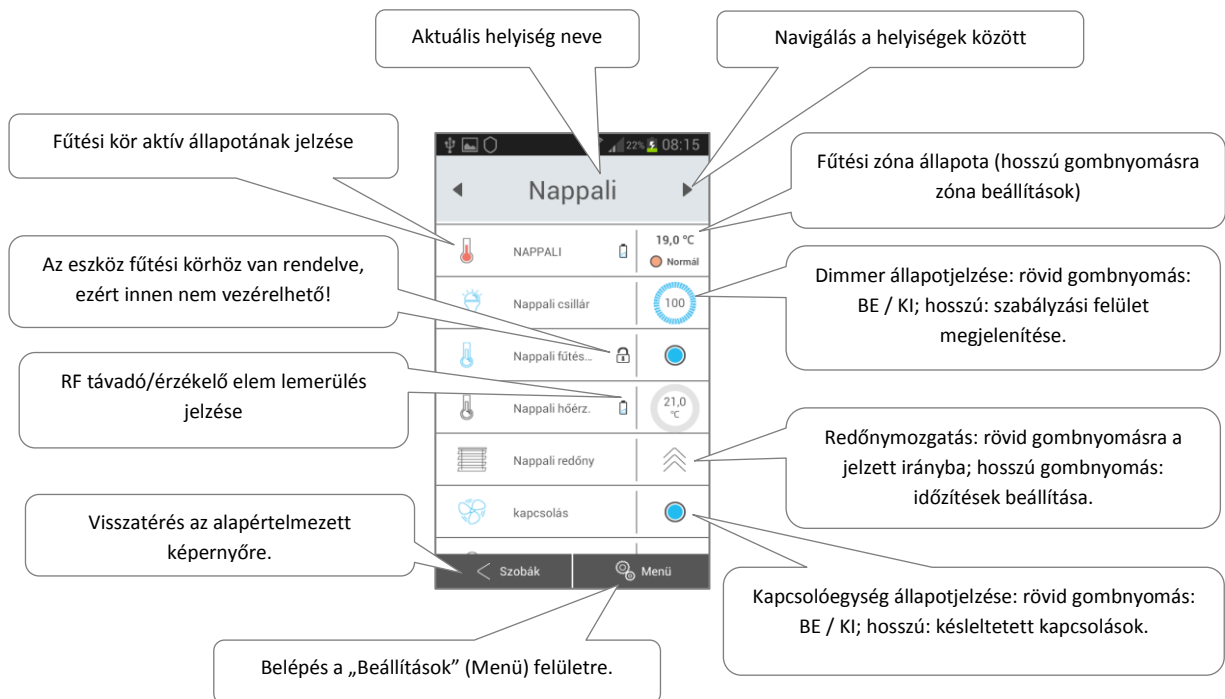 Aktuális helyiség neve
Navigálás a helyiségek között
Fűtési kör aktív állapotának jelzése
Fűtési zóna állapota (hosszú gombnyomásra
zóna beállítások)
Az eszköz fűtési körhöz van rendelve,
ezért innen nem vezérelhető!
Dimmer állapotjelzése: rövid gombnyomás:
BE / KI; hosszú: szabályzási felület
megjelenítése.
RF távadó/érzékelő elem lemerülés
jelzése
Redőnymozgatás: rövid gombnyomásra a
jelzett irányba; hosszú gombnyomás:
időzítések beállítása.
Visszatérés az alapértelmezett
képernyőre.
Kapcsolóegység állapotjelzése: rövid gombnyomás:
BE / KI; hosszú: késleltetett kapcsolások.
Belépés a „Beállítások” (Menü) felületre.
22% 08:15
Nappali
NAPPALI
19,0 °C
Normál
Nappali csillár
100
Nappali fűtés...
Nappali hőérz.
21,0
°C
Nappali redőny
kapcsolás
Szobák
Menü